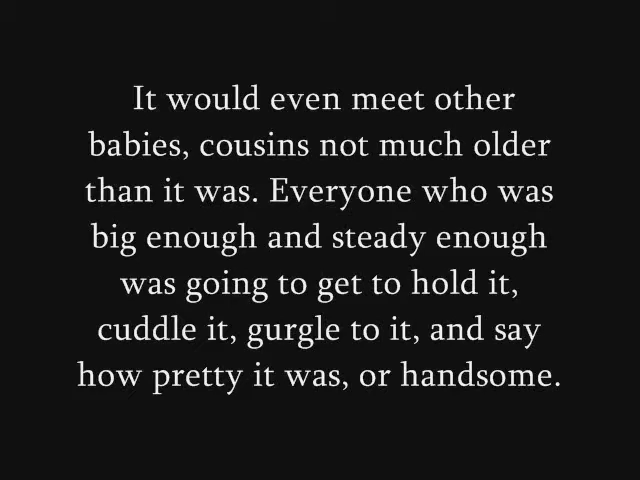 It would even meet other
babies, cousins not much older
than it was. Everyone who was
big enough and steady enough
was going to get to hold it,
cuddle it, gurgle to it, and say
how pretty it was, or handsome.